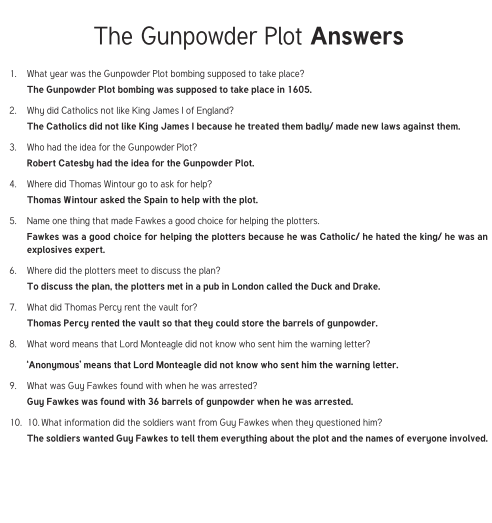 The Gunpowder Plot Answers
1. What year was the Gunpowder Plot bombing supposed to take place?
The Gunpowder Plot bombing was supposed to take place in 1605.
2. Why did Catholics not like King James I of England?
The Catholics did not like King James I because he treated them badly/ made new laws against them.
3. Who had the idea for the Gunpowder Plot?
Robert Catesby had the idea for the Gunpowder Plot.
4. Where did Thomas Wintour go to ask for help?
Thomas Wintour asked the Spain to help with the plot.
5. Name one thing that made Fawkes a good choice for helping the plotters.
Fawkes was a good choice for helping the plotters because he was Catholic/ he hated the king/ he was an
explosives expert.
6. Where did the plotters meet to discuss the plan?
To discuss the plan, the plotters met in a pub in London called the Duck and Drake.
7. What did Thomas Percy rent the vault for?
Thomas Percy rented the vault so that they could store the barrels of gunpowder.
8. What word means that Lord Monteagle did not know who sent him the warning letter?
'Anonymous' means that Lord Monteagle did not know who sent him the warning letter.
9. What was Guy Fawkes found with when he was arrested?
Guy Fawkes was found with 36 barrels of gunpowder when he was arrested.
10. 10. What information did the soldiers want from Guy Fawkes when they questioned him?
The soldiers wanted Guy Fawkes to tell them everything about the plot and the names of everyone involved.